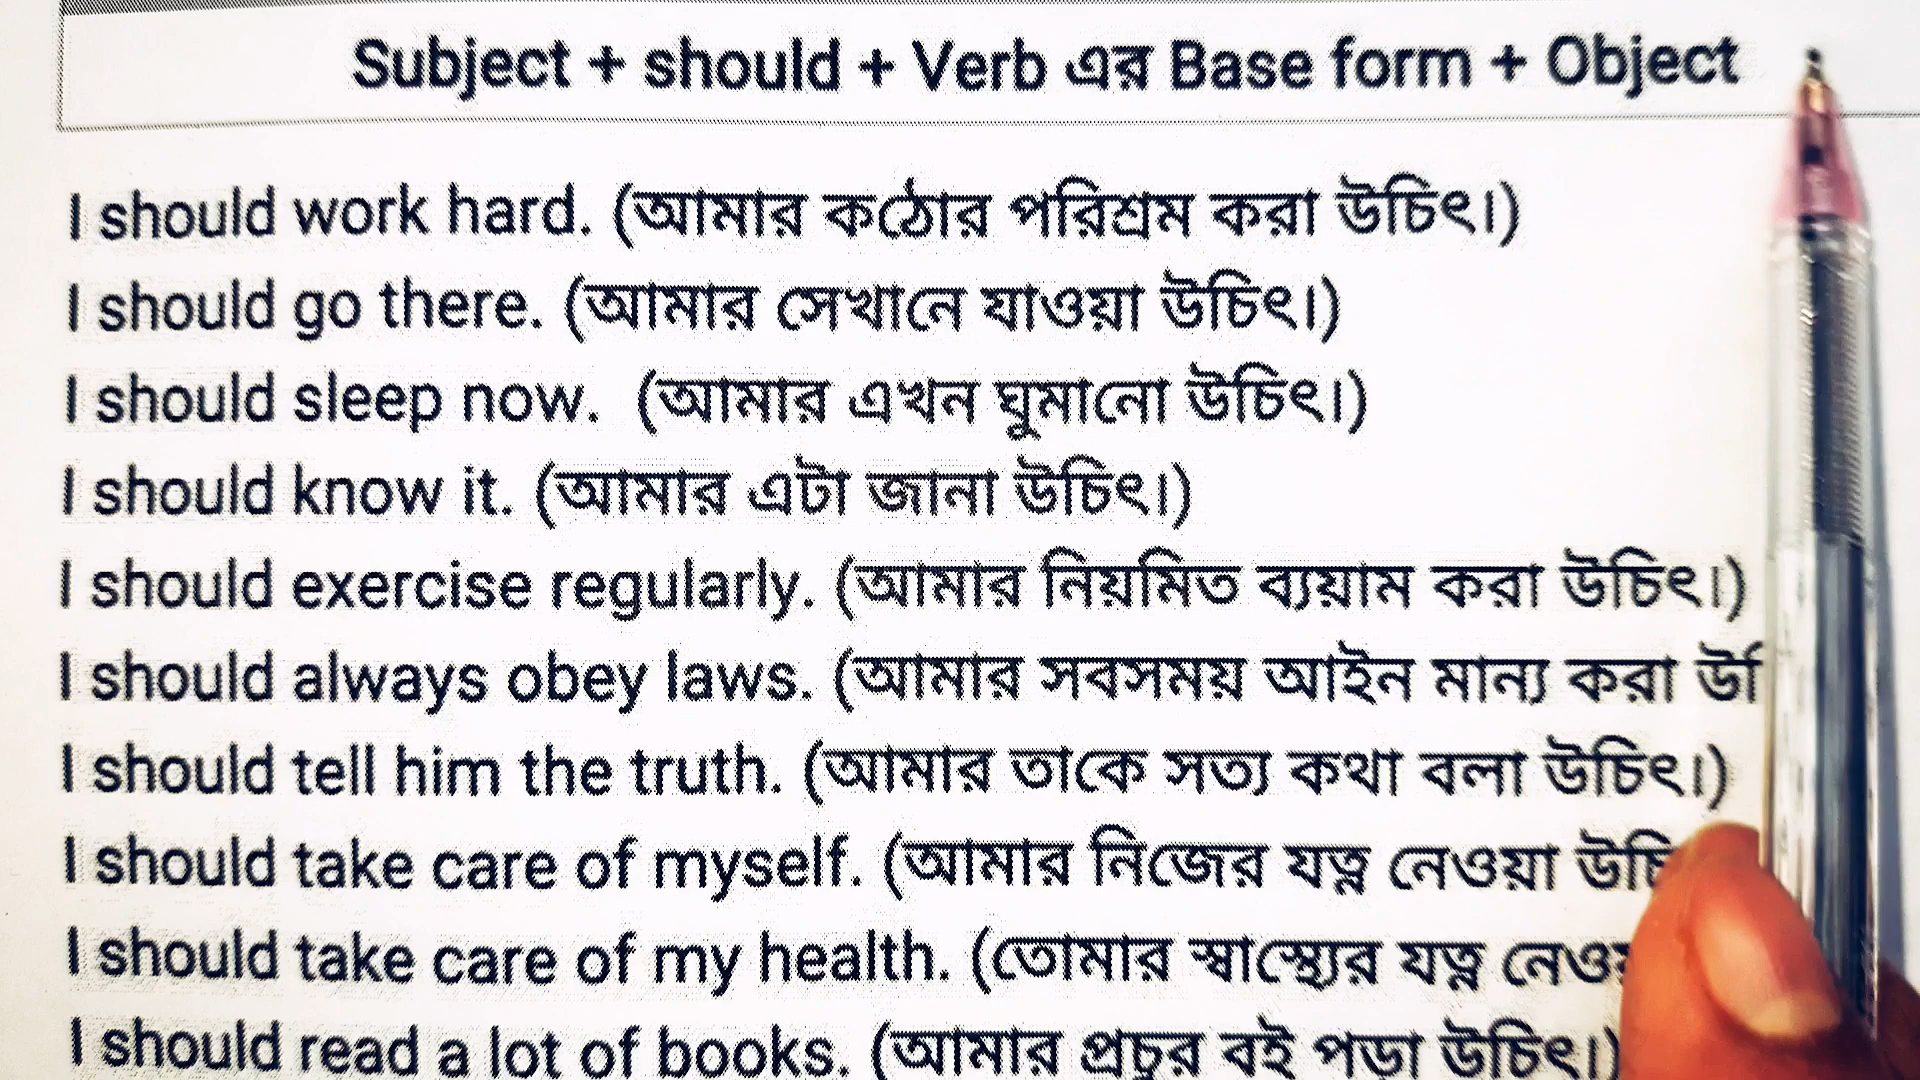 Subject + should + Verb এর Base form + Object
I should work hard. (আমার কঠোর পরিশ্রম করা উচিৎ।)
I should go there. (আমার সেখানে যাওয়া উচিৎ।)
I should sleep now. (আমার এখন ঘুমানো উচিৎ।)
I should know it. (আমার এটা জানা উচিৎ।)
I should exercise regularly. (আমার নিয়মিত ব্যয়াম করা উচিৎ।)
I should always obey laws. (আমার সবসময় আইন মান্য করা
I should tell him the truth. (আমার তাকে সত্য কথা বলা উচিৎ।)
I should take care of myself. (আমার নিজের যত্ন নেওয়া
I should take care of my health. (তোমার স্বাস্থ্যের যত্ন
I should read a lot of books. (আমার প্রচুর বই পড়া উচিৎ।)